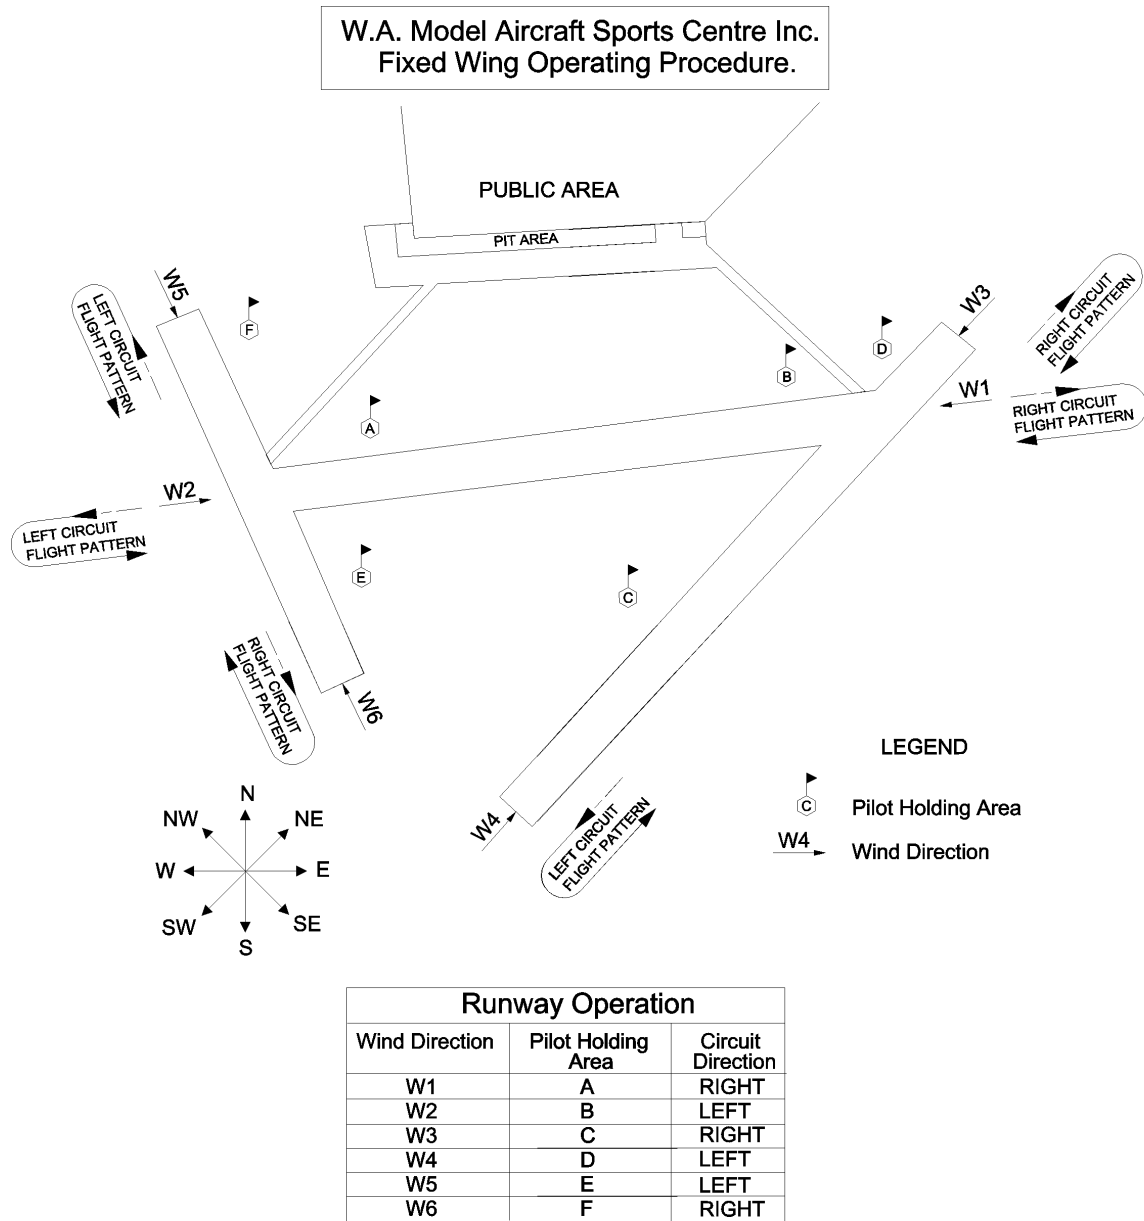 W.A. Model Aircraft Sports Centre Inc.
Fixed Wing Operating Procedure.
PUBLIC AREA
PIT AREA
W5
LEFT CIRCUIT
FLIGHT PATTERN
F
W3
RIGHT CIRCUIT
FLIGHT PATTERN
D
B
W1
RIGHT CIRCUIT
FLIGHT PATTERN
A
W2
LEFT CIRCUIT
FLIGHT PATTERN
E
C
RIGHT CIRCUIT
FLIGHT PATTERN
W6
W4
LEFT CIRCUIT
FLIGHT PATTERN
LEGEND
C
Pilot Holding Area
W4
Wind Direction
N
NW
NE
W
E
SW
SE
S
Runway Operation
Wind Direction Pilot Holding Area Circuit Direction
W1 A RIGHT
W2 B LEFT
W3 C RIGHT
W4 D LEFT
W5 E LEFT
W6 F RIGHT